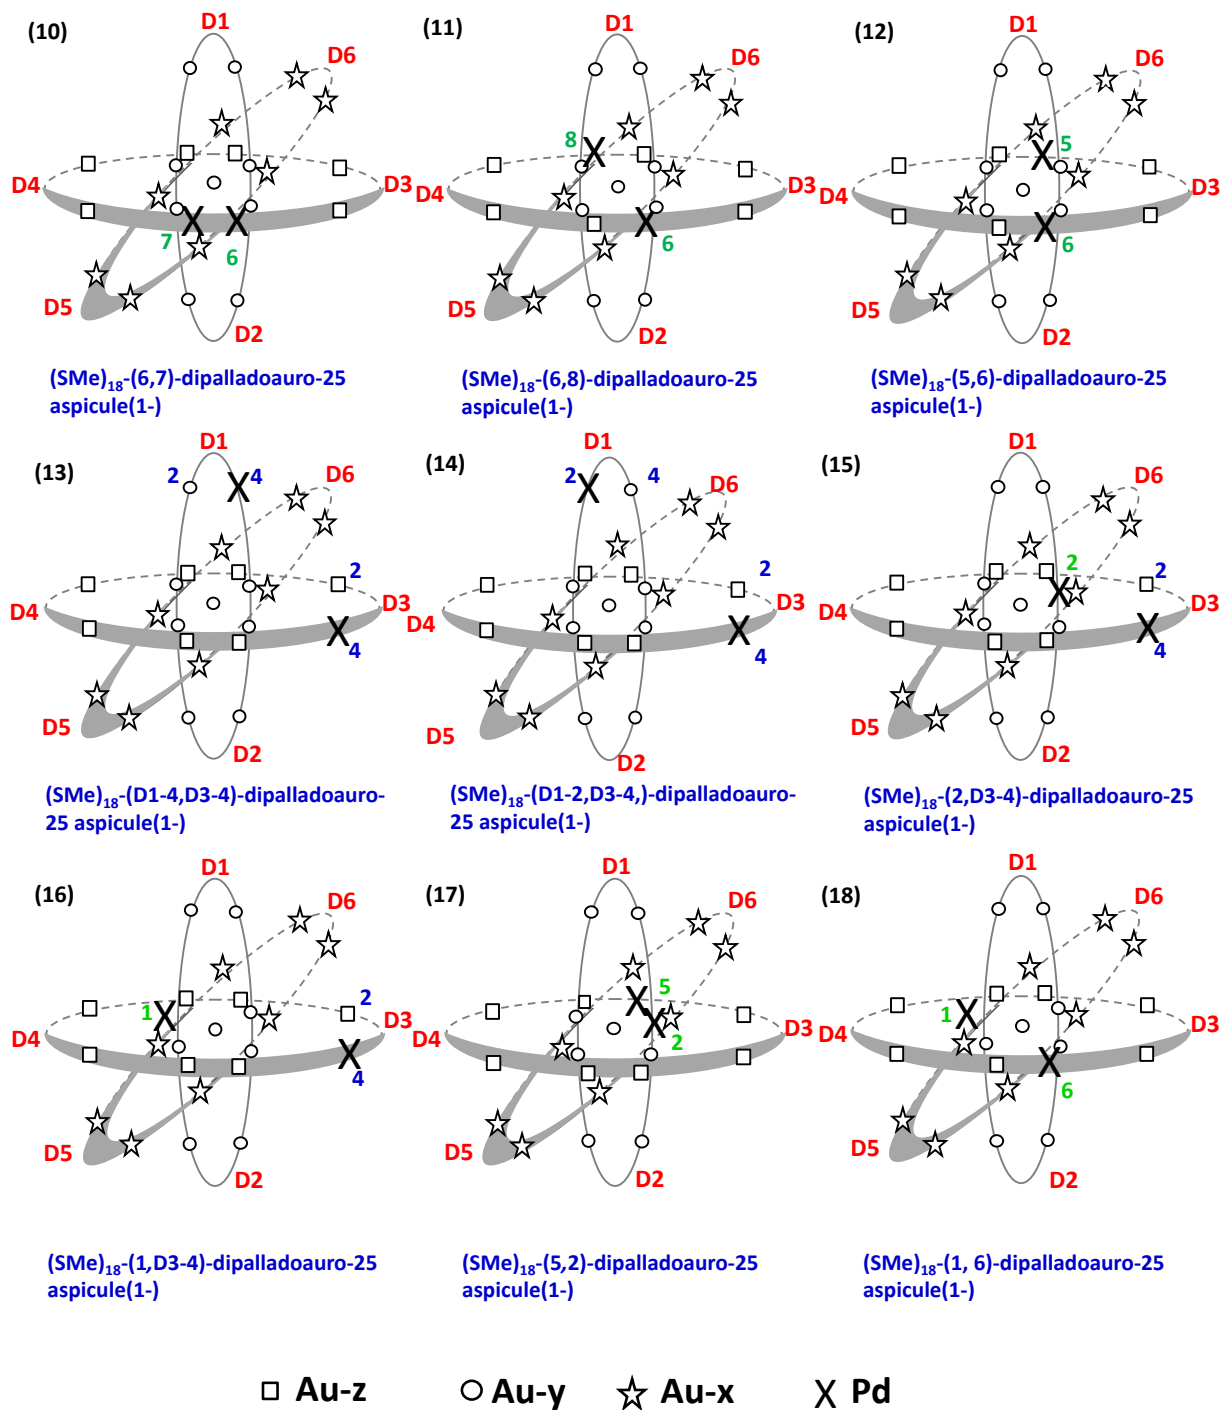 (10) D1 D6 D4 D3 7 6 D5 D2
(SMe)18-(6,7)-dipalladoauro-25
aspicule(1-)
(11) D1 D6 8 D4 D3 6 D5 D2
(SMe)18-(6,8)-dipalladoauro-25
aspicule(1-)
(12) D1 D6 5 D4 D3 6 D5 D2
(SMe)18-(5,6)-dipalladoauro-25
aspicule(1-)
(13) D1 2 4 D6 2 D4 D3 4 D5 D2
(SMe)18-(D1-4,D3-4)-dipalladoauro-
25 aspicule(1-)
(14) D1 2 4 D6 2 D4 D3 4 D5 D2
(SMe)18-(D1-2,D3-4,)-dipalladoauro-
25 aspicule(1-)
(15) D1 D6 2 2 D4 D3 4 D5 D2
(SMe)18-(2,D3-4)-dipalladoauro-25
aspicule(1-)
(16) D1 D6 1 2 D4 D3 4 D5 D2
(SMe)18-(1,D3-4)-dipalladoauro-25
aspicule(1-)
(17) D1 D6 5 D4 D3 2 D5 D2
(SMe)18-(5,2)-dipalladoauro-25
aspicule(1-)
(18) D1 D6 1 D4 D3 6 D5 D2
(SMe)18-(1, 6)-dipalladoauro-25
aspicule(1-)
Au-z Au-y Au-x X Pd